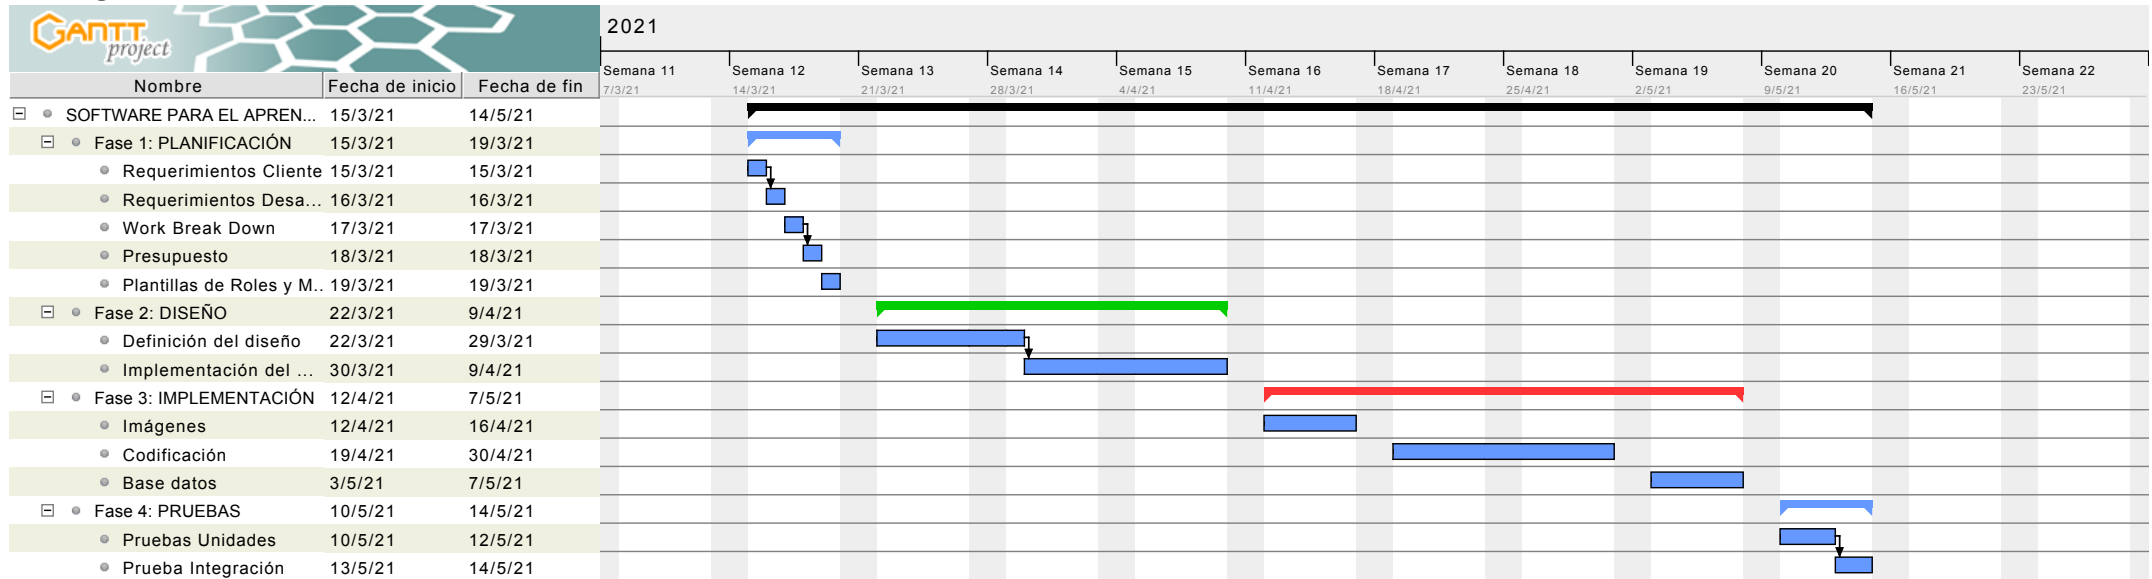 GANTT
project
2021
Semana 11 Semana 12 Semana 13 Semana 14 Semana 15 Semana 16 Semana 17 Semana 18 Semana 19 Semana 20 Semana 21 Semana 22
Nombre Fecha de inicio Fecha de fin
7/3/21 14/3/21 21/3/21 28/3/21 4/4/21 11/4/21 18/4/21 25/4/21 2/5/21 9/5/21 16/5/21 23/5/21
SOFTWARE PARA EL APREN... 15/3/21 14/5/21
Fase 1: PLANIFICACIÓN 15/3/21 19/3/21
Requerimientos Cliente 15/3/21 15/3/21
Requerimientos Desa... 16/3/21 16/3/21
Work Break Down 17/3/21 17/3/21
Presupuesto 18/3/21 18/3/21
Plantillas de Roles y M.. 19/3/21 19/3/21
Fase 2: DISEÑO 22/3/21 9/4/21
Definición del diseño 22/3/21 29/3/21
Implementación del ... 30/3/21 9/4/21
Fase 3: IMPLEMENTACIÓN 12/4/21 7/5/21
Imágenes 12/4/21 16/4/21
Codificación 19/4/21 30/4/21
Base datos 3/5/21 7/5/21
Fase 4: PRUEBAS 10/5/21 14/5/21
Pruebas Unidades 10/5/21 12/5/21
Prueba Integración 13/5/21 14/5/21